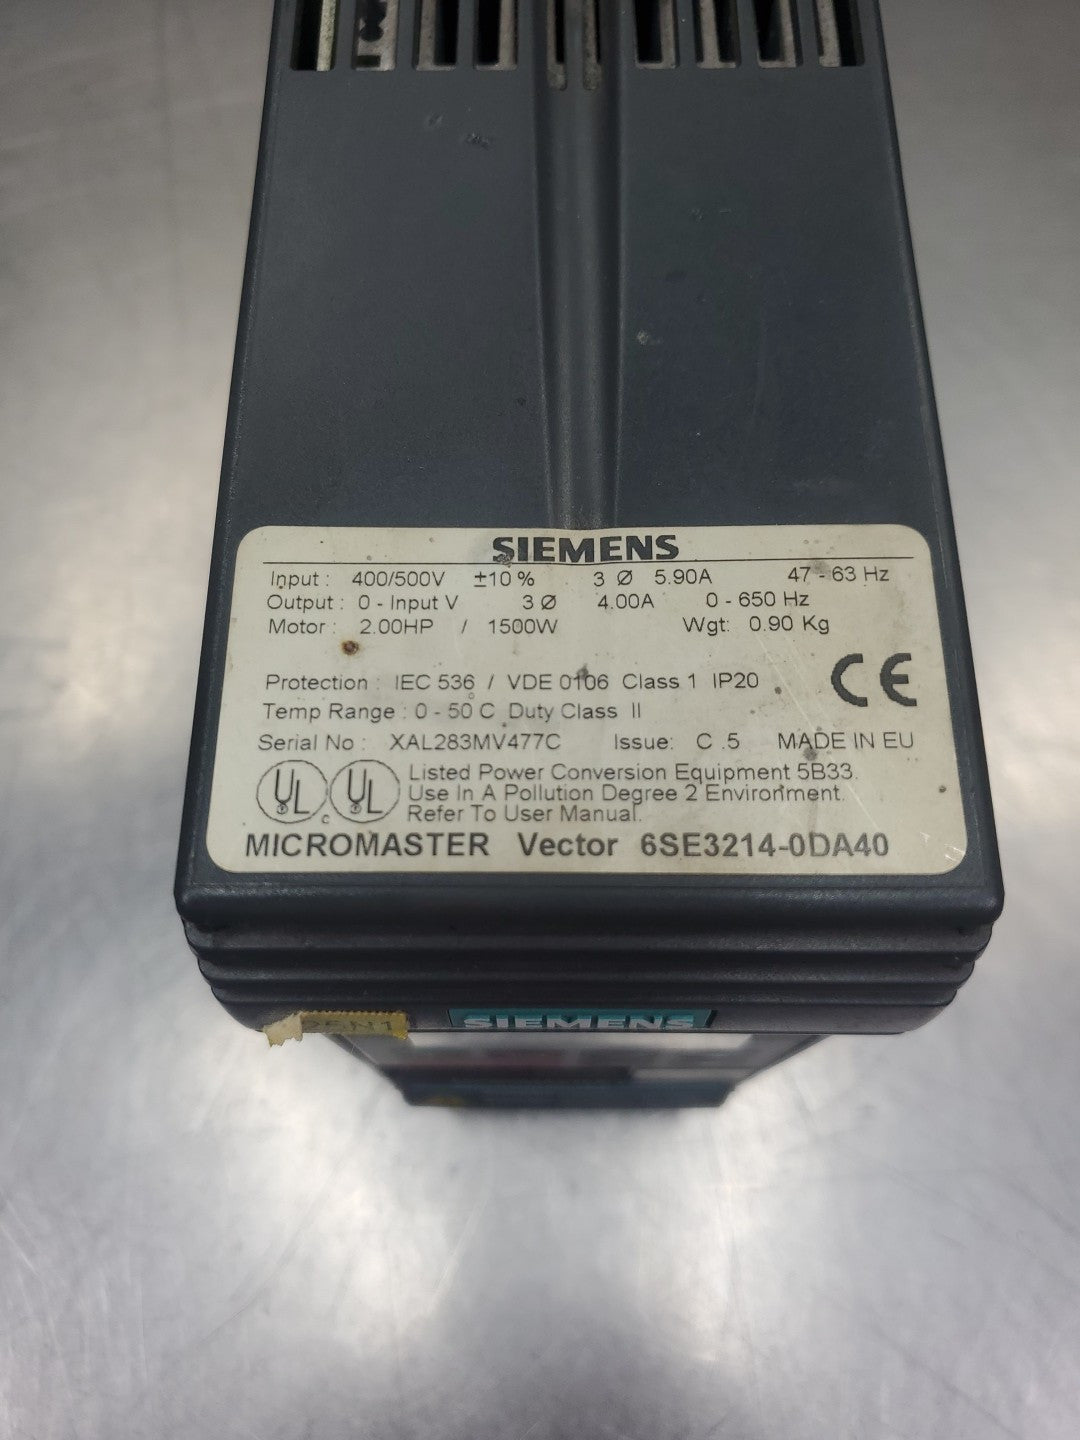 SIEMENS
Input : 400/500V ±10 % 3 Ø 5.90A 47 - 63 Hz
Output : 0 - Input V 3 Ø 4.00A 0 - 650 Hz
Motor : 2.00HP / 1500W Wgt: 0.90 Kg
Protection : IEC 536 / VDE 0106 Class 1 IP20
CE
Temp Range : 0 - 50 C Duty Class II
Serial No : XAL283MV477C Issue: C .5 MADE IN EU
UL c UL Listed Power Conversion Equipment 5B33.
Use In A Pollution Degree 2 Environment.
Refer To User Manual.
MICROMASTER Vector 6SE3214-0DA40
SIEMENS